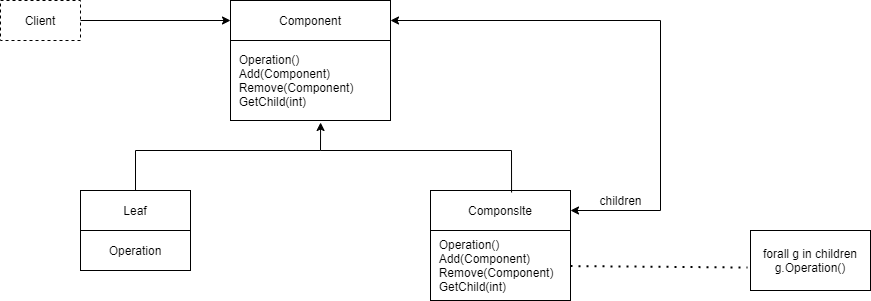 Client
Component
Operation()
Add(Component)
Remove(Component)
GetChild(int)
Leaf
Operation
ComponsIte
children
Operation()
Add(Component)
Remove(Component)
GetChild(int)
forall g in children
g.Operation()